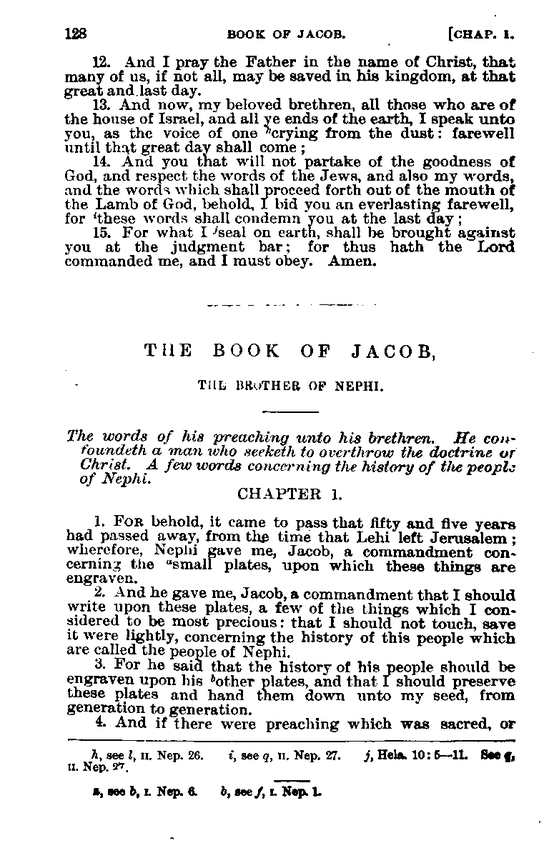 128 BOOK OF JACOB. [CHAP. 1.
12. And I pray the Father in the name of Christ, that
many of us, if not all, may be saved in his kingdom, at that
great and last day.
13. And now, my beloved brethren, all those who are of
the house of Israel, and all ye ends of the earth, I speak unto
you, as the voice of one ʰcrying from the dust: farewell
until that great day shall come;
14. And you that will not partake of the goodness of
God, and respect the words of the Jews, and also my words,
and the words which shall proceed forth out of the mouth of
the Lamb of God, behold, I bid you an everlasting farewell,
for ⁱthese words shall condemn you at the last day;
15. For what I ʲseal on earth, shall be brought against
you at the judgment bar; for thus hath the Lord
commanded me, and I must obey. Amen.
THE BOOK OF JACOB,
THE BROTHER OF NEPHI.
The words of his preaching unto his brethren. He con-
foundeth a man who seeketh to overthrow the doctrine of
Christ. A few words concerning the history of the people
of Nephi.
CHAPTER 1.
1. FOR behold, it came to pass that fifty and five years
had passed away, from the time that Lehi left Jerusalem;
wherefore, Nephi gave me, Jacob, a commandment con-
cerning the ᵃsmall plates, upon which these things are
engraven.
2. And he gave me, Jacob, a commandment that I should
write upon these plates, a few of the things which I con-
sidered to be most precious: that I should not touch, save
it were lightly, concerning the history of this people which
are called the people of Nephi.
3. For he said that the history of his people should be
engraven upon his ᵇother plates, and that I should preserve
these plates and hand them down unto my seed, from
generation to generation.
4. And if there were preaching which was sacred, or
h, see l, II. Nep. 26. i, see q, II. Nep. 27. j, Hela. 10: 5—11. See q,
II. Nep. 27.
a, see b, I. Nep. 6. b, see f, I. Nep. 1.